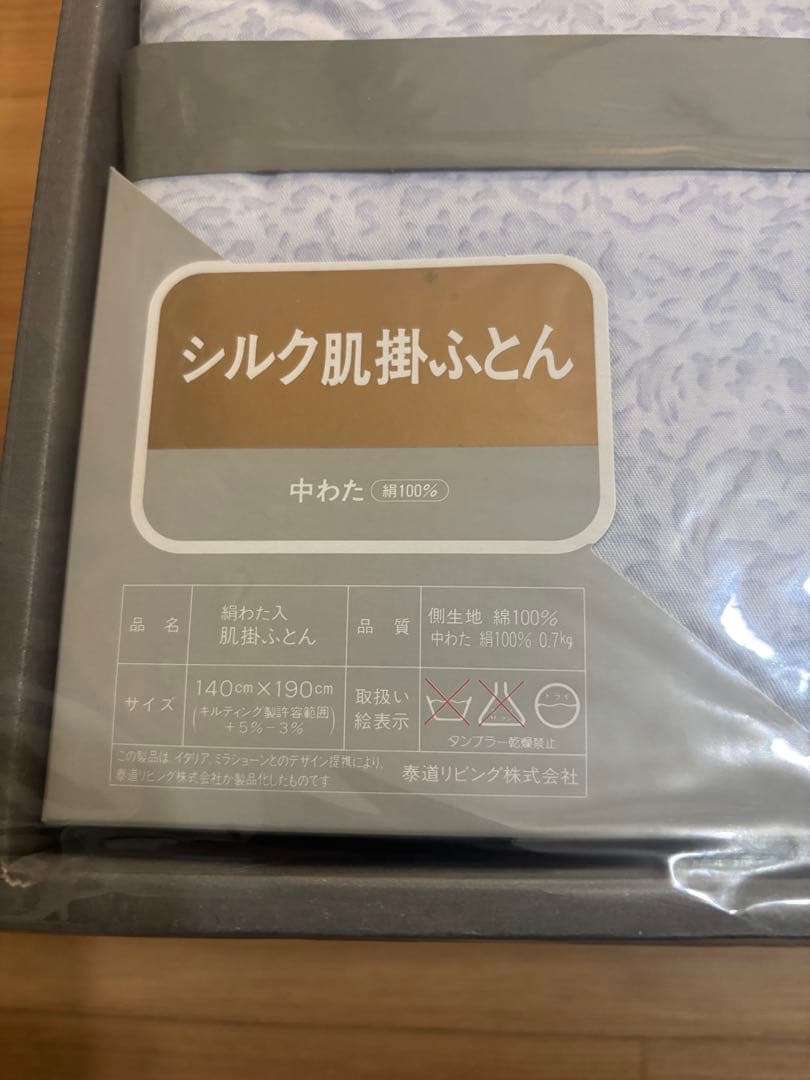 シルク肌掛ふとん
中わた 絹100%
品名
絹わた入
肌掛ふとん
品質
側生地 綿100%
中わた 絹100% 0.7kg
サイズ
140cm×190cm
(キルティング製許容範囲)
+5%-3%
取扱い
絵表示
ドライ
タンブラー乾燥禁止
この製品は、イタリア、ミラショーンとのデザイン提携により、
泰道リビング株式会社が製品化したものです
泰道リビング株式会社